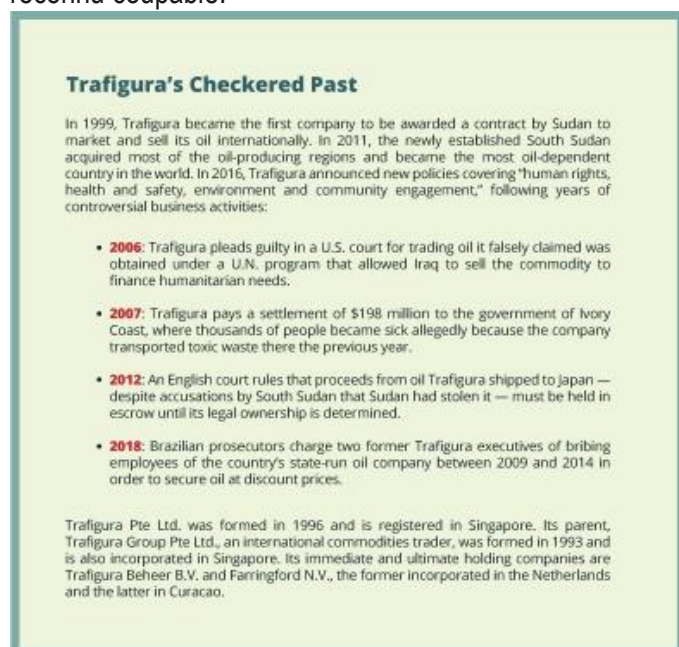 reconnu coupable.
Trafigura's Checkered Past
In 1999, Trafigura became the first company to be awarded a contract by Sudan to
market and sell its oil internationally. In 2011, the newly established South Sudan
acquired most of the oil-producing regions and became the most oil-dependent
country in the world. In 2016, Trafigura announced new policies covering "human rights,
health and safety, environment and community engagement," following years of
controversial business activities:
• 2006: Trafigura pleads guilty in a U.S. court for trading oil it falsely claimed was
obtained under a U.N. program that allowed Iraq to sell the commodity to
finance humanitarian needs.
• 2007: Trafigura pays a settlement of $198 million to the government of Ivory
Coast, where thousands of people became sick allegedly because the company
transported toxic waste there the previous year.
• 2012: An English court rules that proceeds from oil Trafigura shipped to Japan —
despite accusations by South Sudan that Sudan had stolen it — must be held in
escrow until its legal ownership is determined.
• 2018: Brazilian prosecutors charge two former Trafigura executives of bribing
employees of the country's state-run oil company between 2009 and 2014 in
order to secure oil at discount prices.
Trafigura Pte Ltd. was formed in 1996 and is registered in Singapore. Its parent,
Trafigura Group Pte Ltd., an international commodities trader, was formed in 1993 and
is also incorporated in Singapore. Its immediate and ultimate holding companies are
Trafigura Beheer B.V. and Farringford N.V., the former incorporated in the Netherlands
and the latter in Curacao.